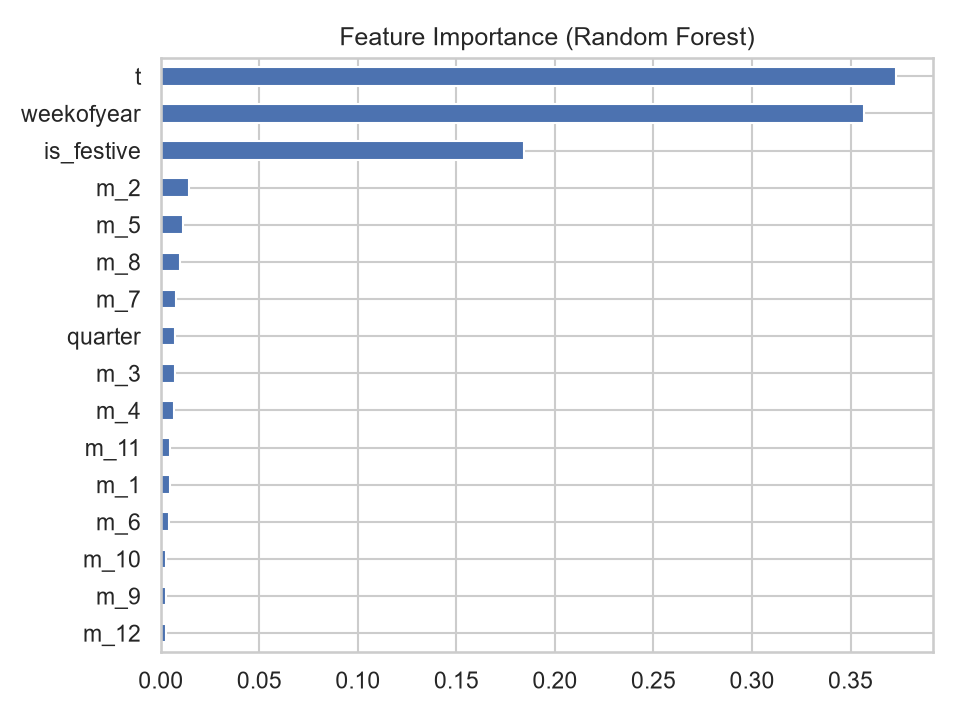 Feature Importance (Random Forest)
t
weekofyear
is_festive
m_2
m_5
m_8
m_7
quarter
m_3
m_4
m_11
m_1
m_6
m_10
m_9
m_12
0.00 0.05 0.10 0.15 0.20 0.25 0.30 0.35